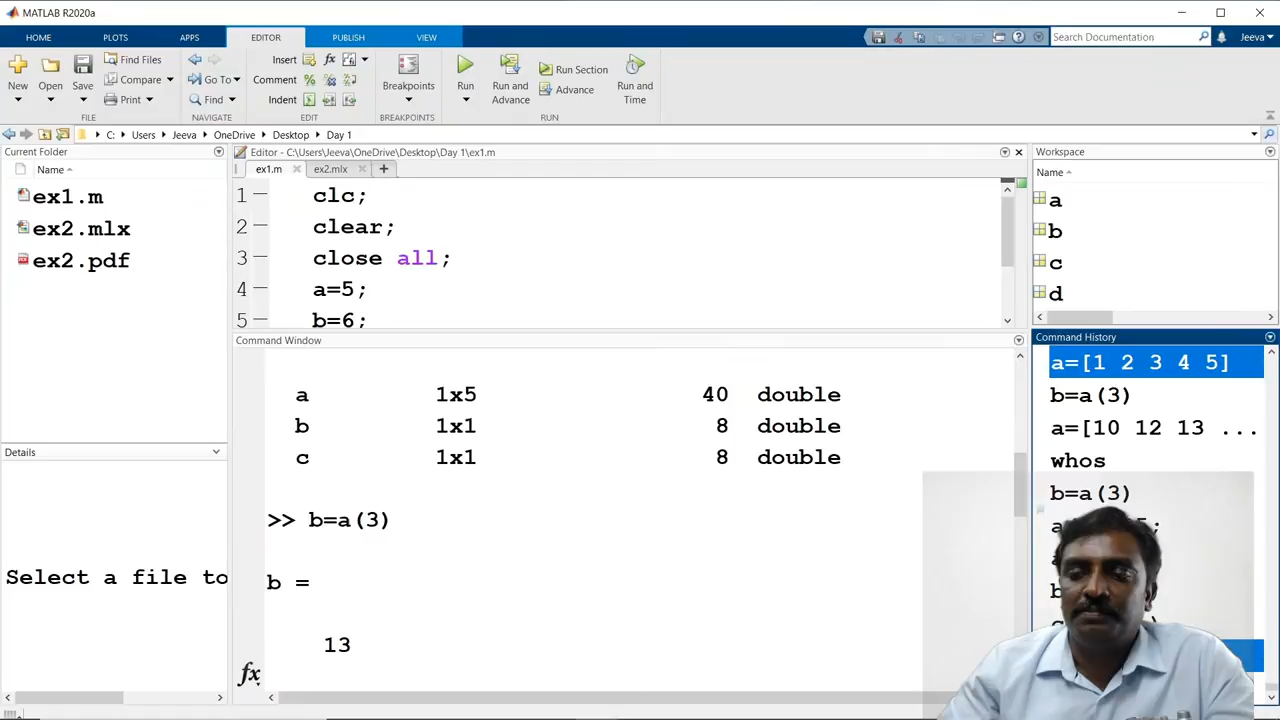 MATLAB R2020a
HOME PLOTS APPS EDITOR PUBLISH VIEW Search Documentation Jeeva
New Open Save Find Files Compare Print Go To Find Insert fx Comment Indent Breakpoints Run Run and Advance Run Section Advance Run and Time
FILE NAVIGATE EDIT BREAKPOINTS RUN
C: Users Jeeva OneDrive Desktop Day 1
Current Folder
Name
ex1.m
ex2.mlx
ex2.pdf
Details
Select a file to
Editor - C:\Users\Jeeva\OneDrive\Desktop\Day 1\ex1.m
ex1.m ex2.mlx
1 clc;
2 clear;
3 close all;
4 a=5;
5 b=6;
Command Window
a 1x5 40 double
b 1x1 8 double
c 1x1 8 double
>> b=a(3)
b =
13
fx
Workspace
Name
a
b
c
d
Command History
a=[1 2 3 4 5]
b=a(3)
a=[10 12 13 ...
whos
b=a(3)